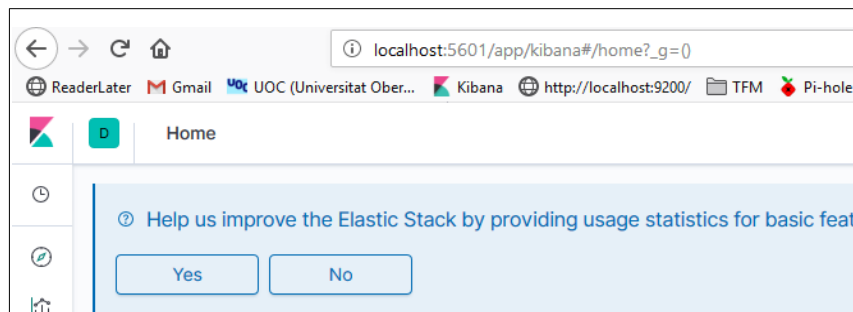 localhost:5601/app/kibana#/home?_g=()
ReaderLater Gmail UOC (Universitat Ober... Kibana http://localhost:9200/ TFM Pi-hole
D Home
Help us improve the Elastic Stack by providing usage statistics for basic feat
Yes No